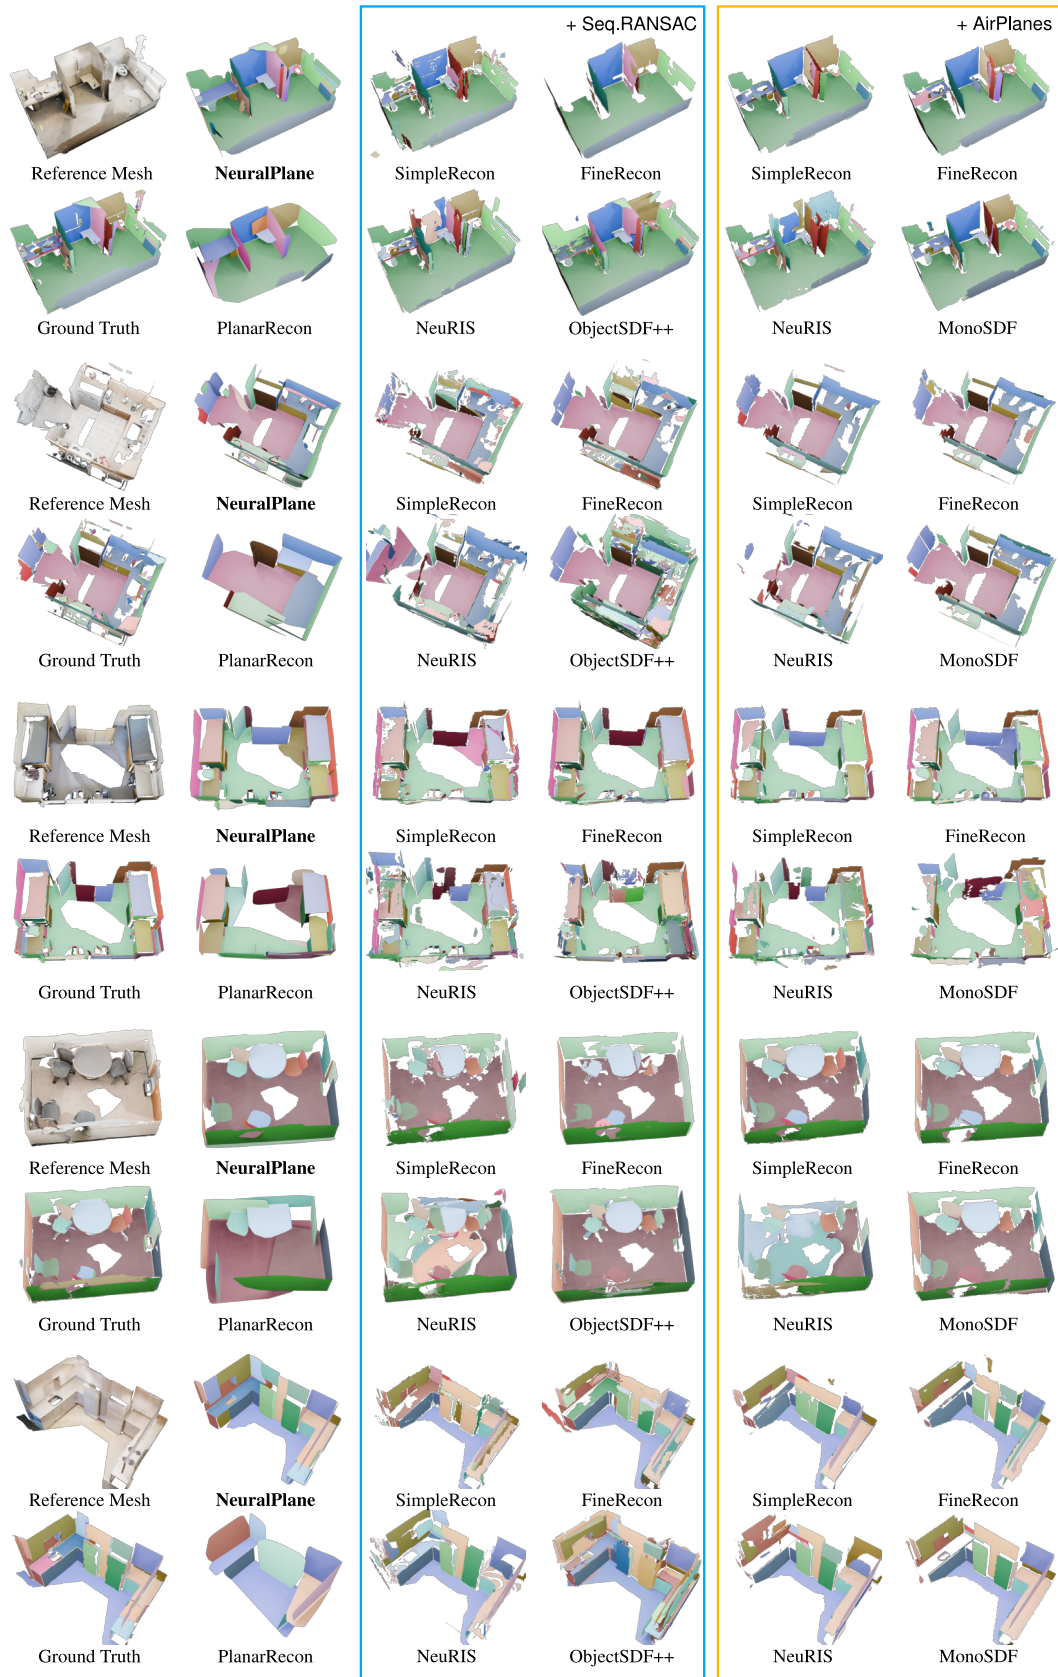 + Seq.RANSAC + AirPlanes
Reference Mesh NeuralPlane SimpleRecon FineRecon SimpleRecon FineRecon
Ground Truth PlanarRecon NeuRIS ObjectSDF++ NeuRIS MonoSDF
Reference Mesh NeuralPlane SimpleRecon FineRecon SimpleRecon FineRecon
Ground Truth PlanarRecon NeuRIS ObjectSDF++ NeuRIS MonoSDF
Reference Mesh NeuralPlane SimpleRecon FineRecon SimpleRecon FineRecon
Ground Truth PlanarRecon NeuRIS ObjectSDF++ NeuRIS MonoSDF
Reference Mesh NeuralPlane SimpleRecon FineRecon SimpleRecon FineRecon
Ground Truth PlanarRecon NeuRIS ObjectSDF++ NeuRIS MonoSDF
Reference Mesh NeuralPlane SimpleRecon FineRecon SimpleRecon FineRecon
Ground Truth PlanarRecon NeuRIS ObjectSDF++ NeuRIS MonoSDF